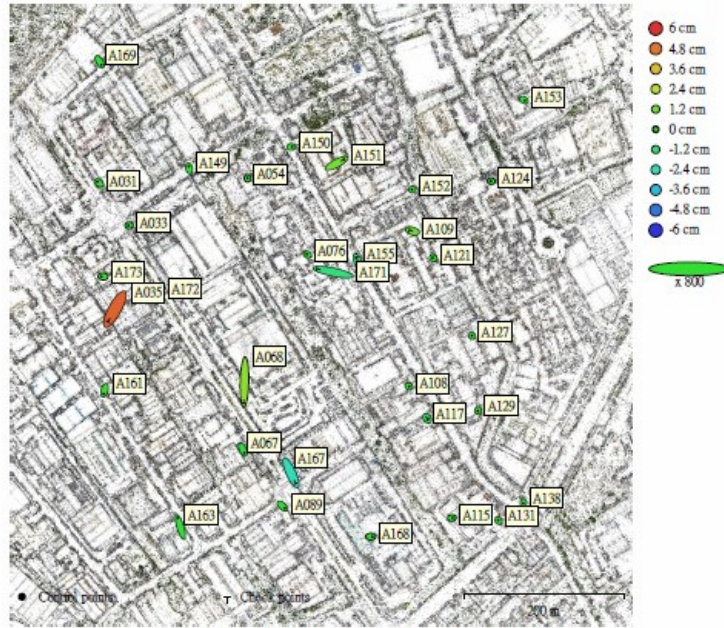 A169
A153
A150
A151
A149
A054
A031
A152
A124
A033
A109
A076
A155
A121
A171
A173
A035
A172
A127
A068
A161
A108
A129
A117
A067
A167
A163
A089
A138
A115
A131
A168
Control points
Check points
200 m
6 cm
4.8 cm
3.6 cm
2.4 cm
1.2 cm
0 cm
-1.2 cm
-2.4 cm
-3.6 cm
-4.8 cm
-6 cm
x 800